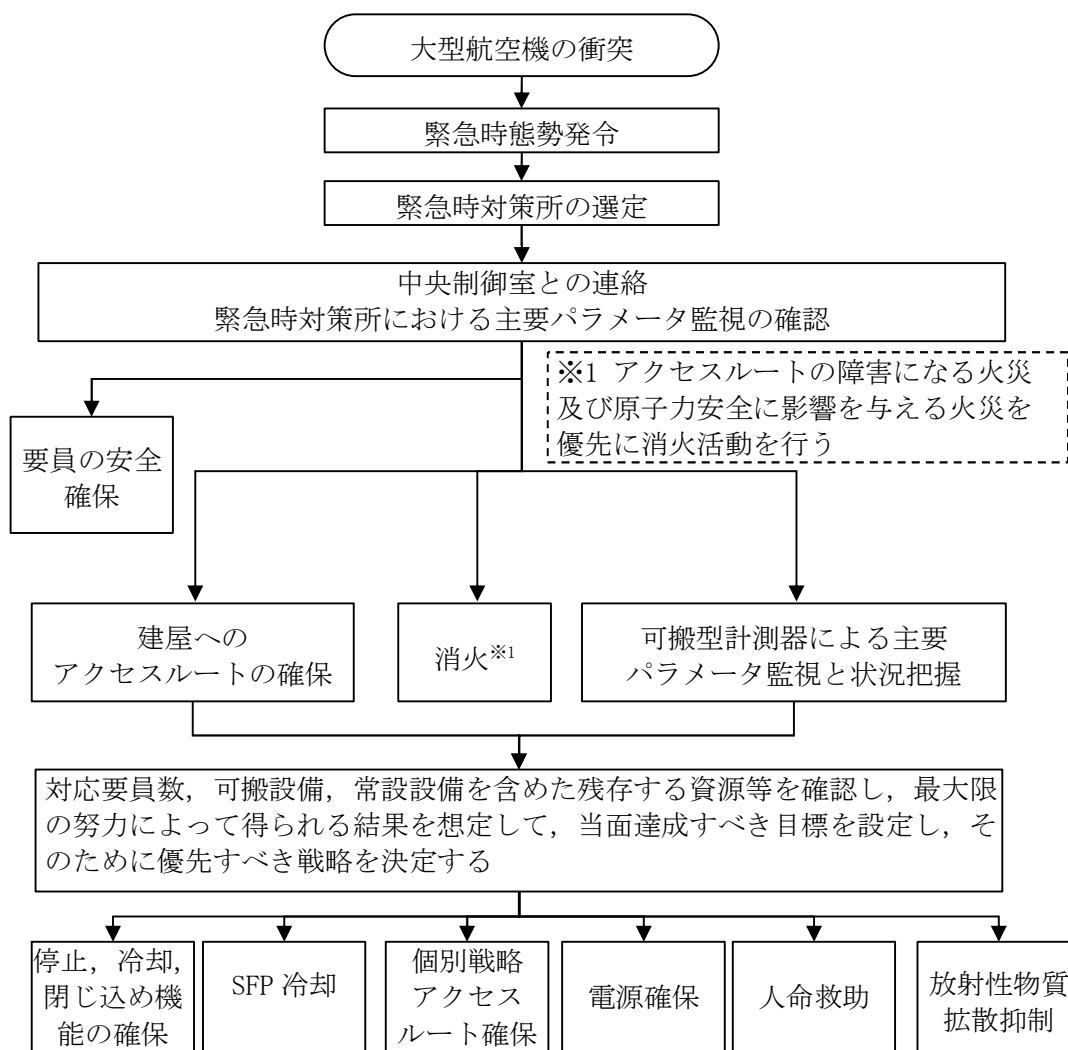 大型航空機の衝突
緊急時態勢発令
緊急時対策所の選定
中央制御室との連絡
緊急時対策所における主要パラメータ監視の確認
※1 アクセスルートの障害になる火災
及び原子力安全に影響を与える火災を
優先に消火活動を行う
要員の安全
確保
建屋への
アクセスルートの確保
消火※1
可搬型計測器による主要
パラメータ監視と状況把握
対応要員数，可搬設備，常設設備を含めた残存する資源等を確認し，最大限
の努力によって得られる結果を想定して，当面達成すべき目標を設定し，そ
のために優先すべき戦略を決定する
停止，冷却，
閉じ込め機
能の確保
SFP 冷却
個別戦略
アクセス
ルート確保
電源確保
人命救助
放射性物質
拡散抑制